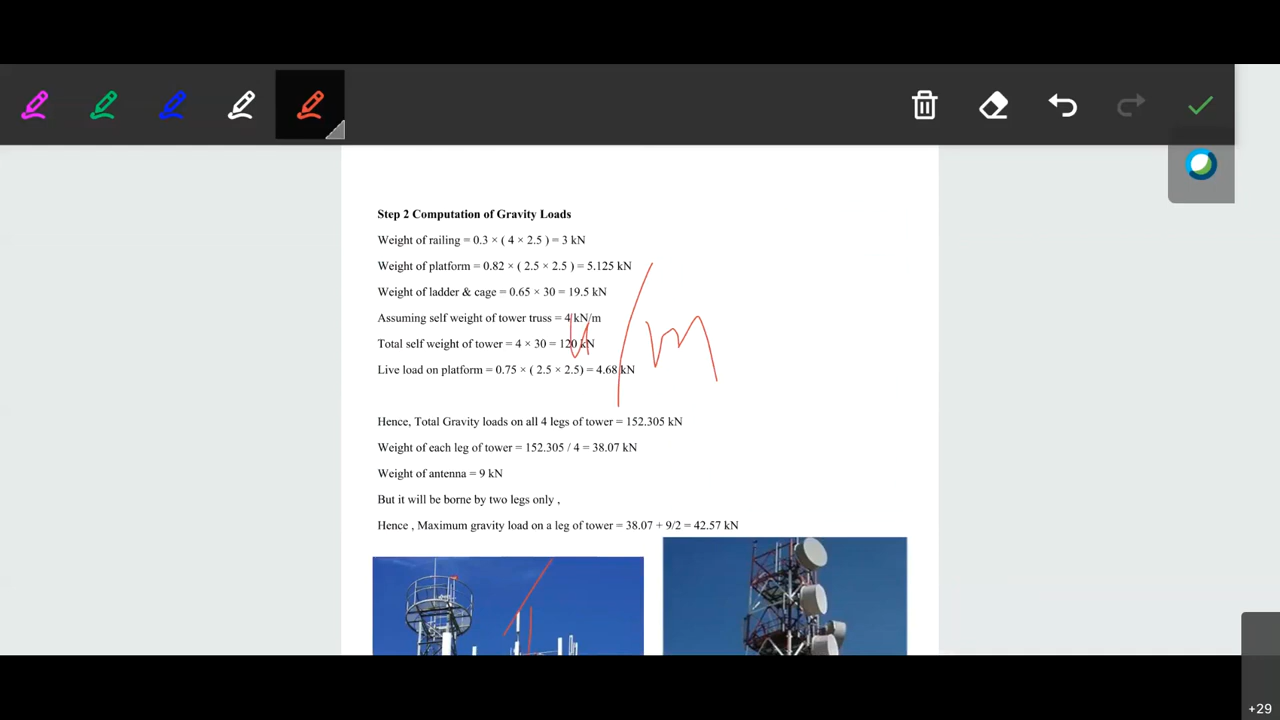 Step 2 Computation of Gravity Loads
Weight of railing = 0.3 × ( 4 × 2.5 ) = 3 kN
Weight of platform = 0.82 × ( 2.5 × 2.5 ) = 5.125 kN
Weight of ladder & cage = 0.65 × 30 = 19.5 kN
Assuming self weight of tower truss = 4 kN/m
Total self weight of tower = 4 × 30 = 120 kN
Live load on platform = 0.75 × ( 2.5 × 2.5) = 4.68 kN
/m
Hence, Total Gravity loads on all 4 legs of tower = 152.305 kN
Weight of each leg of tower = 152.305 / 4 = 38.07 kN
Weight of antenna = 9 kN
But it will be borne by two legs only ,
Hence , Maximum gravity load on a leg of tower = 38.07 + 9/2 = 42.57 kN
+29